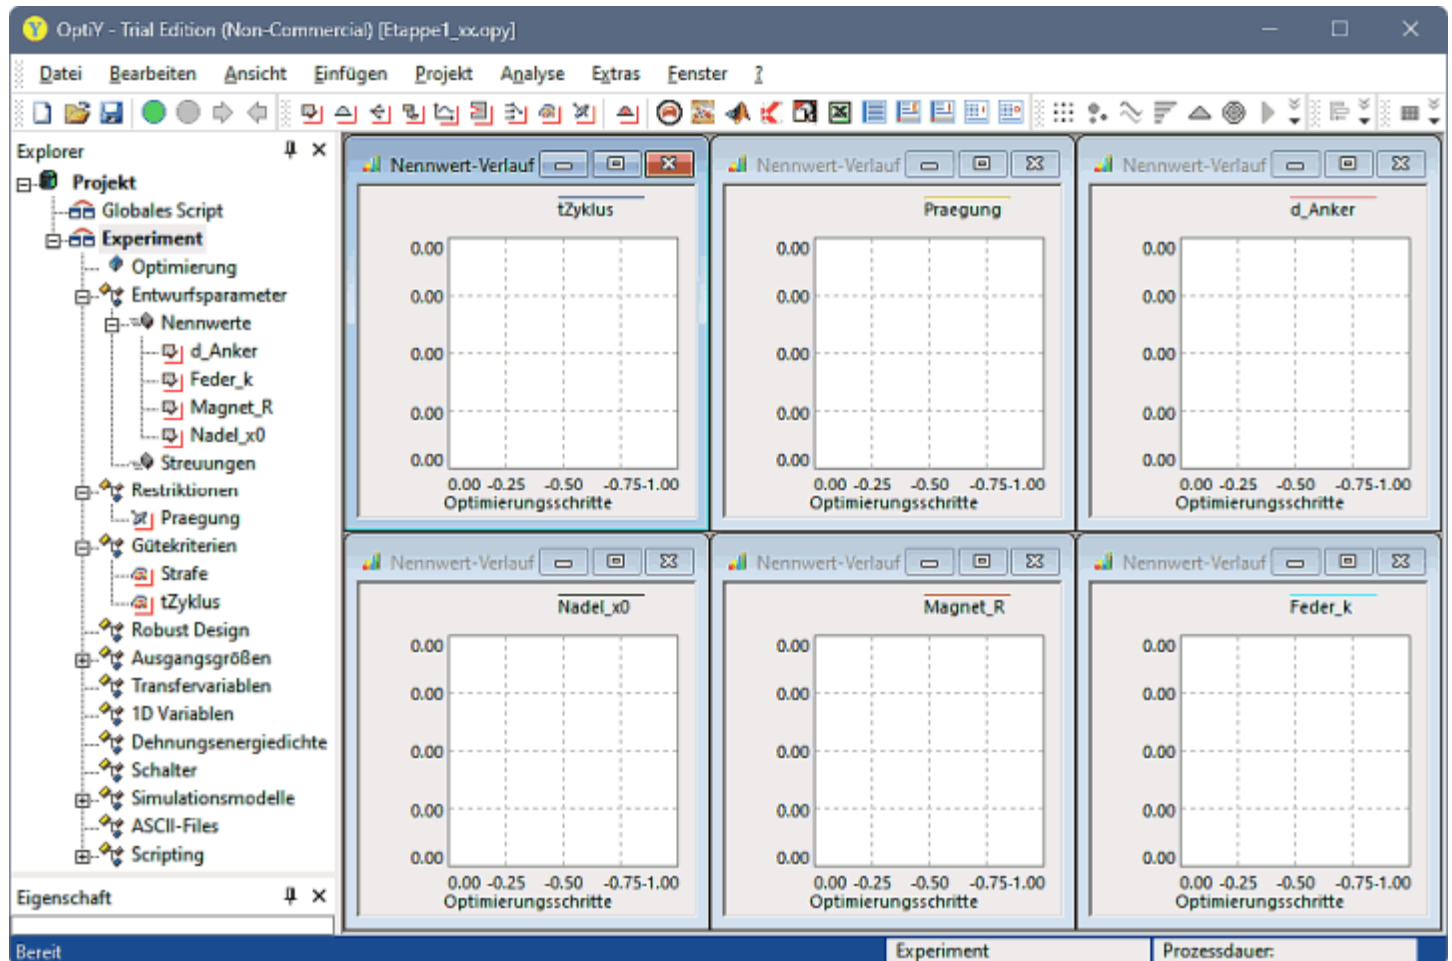 OptiY - Trial Edition (Non-Commercial) [Etappe1_xx.opy]
Datei Bearbeiten Ansicht Einfügen Projekt Analyse Extras Fenster ?
Explorer
Projekt
Globales Script
Experiment
Optimierung
Entwurfsparameter
Nennwerte
d_Anker
Feder_k
Magnet_R
Nadel_x0
Streuungen
Restriktionen
Praegung
Gütekriterien
Strafe
tZyklus
Robust Design
Ausgangsgrößen
Transfervariablen
1D Variablen
Dehnungsenergiedichte
Schalter
Simulationsmodelle
ASCII-Files
Scripting
Eigenschaft
Nennwert-Verlauf
tZyklus
0.00
0.00
0.00
0.00
0.00
0.00 -0.25 -0.50 -0.75-1.00
Optimierungsschritte
Nennwert-Verlauf
Praegung
0.00
0.00
0.00
0.00
0.00
0.00 -0.25 -0.50 -0.75-1.00
Optimierungsschritte
Nennwert-Verlauf
d_Anker
0.00
0.00
0.00
0.00
0.00
0.00 -0.25 -0.50 -0.75-1.00
Optimierungsschritte
Nennwert-Verlauf
Nadel_x0
0.00
0.00
0.00
0.00
0.00
0.00 -0.25 -0.50 -0.75-1.00
Optimierungsschritte
Nennwert-Verlauf
Magnet_R
0.00
0.00
0.00
0.00
0.00
0.00 -0.25 -0.50 -0.75-1.00
Optimierungsschritte
Nennwert-Verlauf
Feder_k
0.00
0.00
0.00
0.00
0.00
0.00 -0.25 -0.50 -0.75-1.00
Optimierungsschritte
Bereit Experiment Prozessdauer: